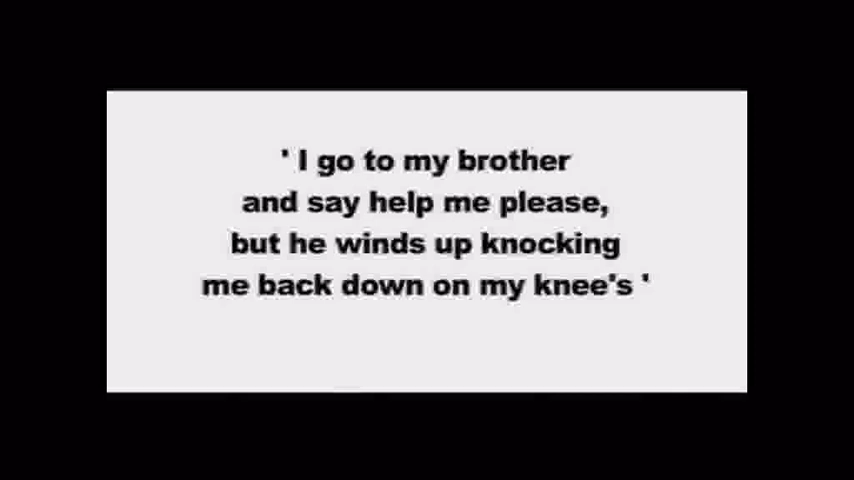 ' I go to my brother
and say help me please,
but he winds up knocking
me back down on my knee's '